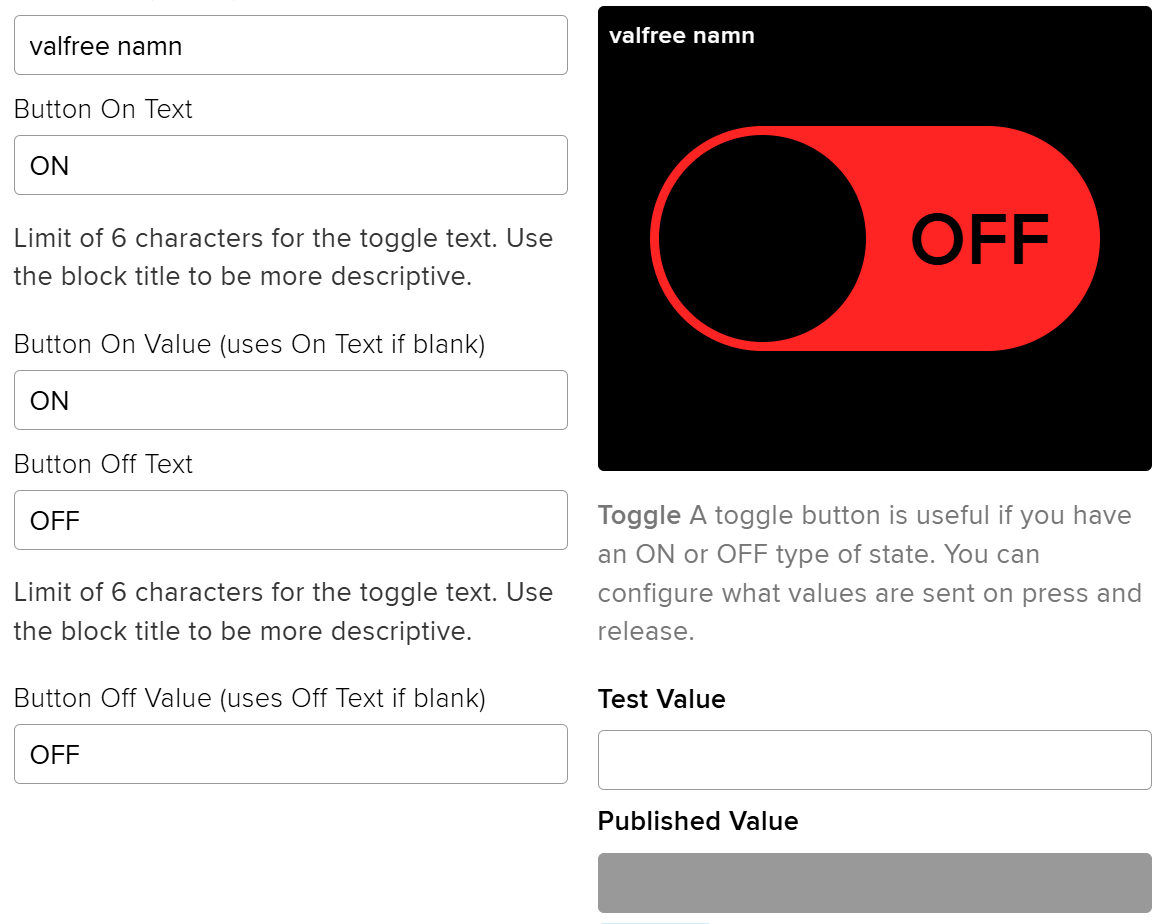 valfree namn
Button On Text
ON
Limit of 6 characters for the toggle text. Use
the block title to be more descriptive.
Button On Value (uses On Text if blank)
ON
Button Off Text
OFF
Limit of 6 characters for the toggle text. Use
the block title to be more descriptive.
Button Off Value (uses Off Text if blank)
OFF
valfree namn
OFF
Toggle A toggle button is useful if you have
an ON or OFF type of state. You can
configure what values are sent on press and
release.
Test Value
Published Value